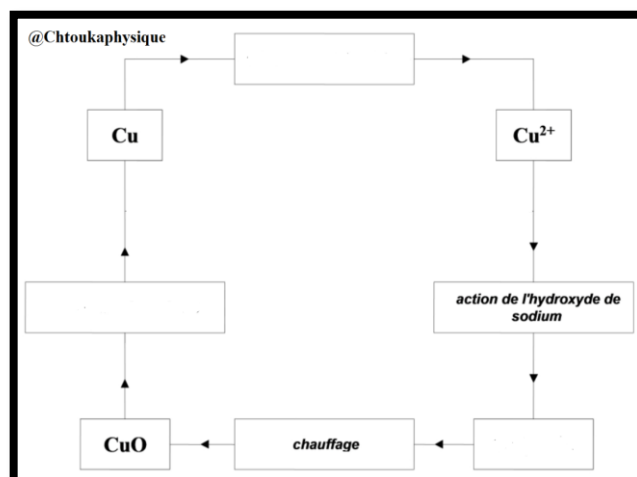 @Chtoukaphysique
Cu
Cu²⁺
action de l'hydroxyde de
sodium
CuO
chauffage